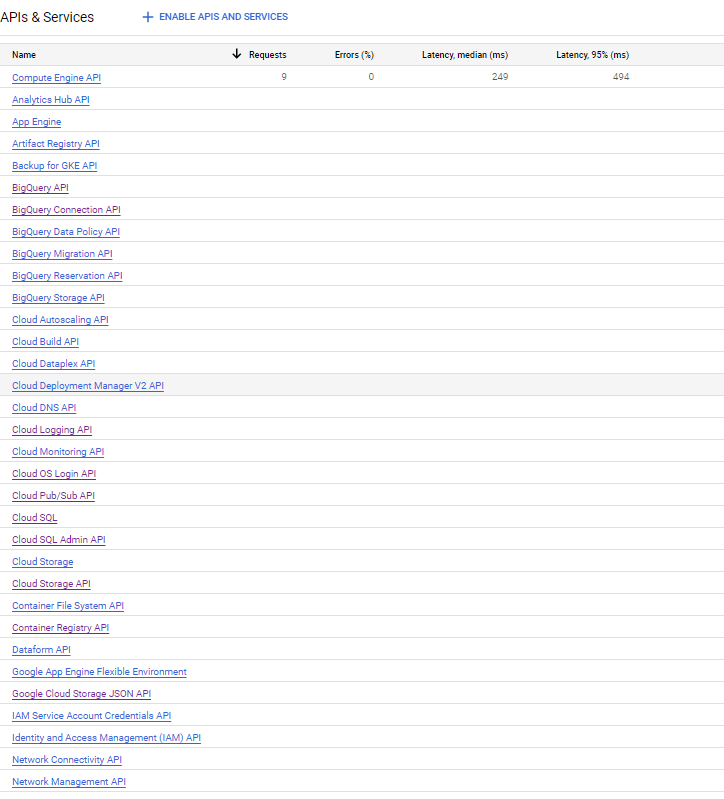 APIs & Services + ENABLE APIS AND SERVICES
Name Requests Errors (%) Latency, median (ms) Latency, 95% (ms)
Compute Engine API 9 0 249 494
Analytics Hub API
App Engine
Artifact Registry API
Backup for GKE API
BigQuery API
BigQuery Connection API
BigQuery Data Policy API
BigQuery Migration API
BigQuery Reservation API
BigQuery Storage API
Cloud Autoscaling API
Cloud Build API
Cloud Dataplex API
Cloud Deployment Manager V2 API
Cloud DNS API
Cloud Logging API
Cloud Monitoring API
Cloud OS Login API
Cloud Pub/Sub API
Cloud SQL
Cloud SQL Admin API
Cloud Storage
Cloud Storage API
Container File System API
Container Registry API
Dataform API
Google App Engine Flexible Environment
Google Cloud Storage JSON API
IAM Service Account Credentials API
Identity and Access Management (IAM) API
Network Connectivity API
Network Management API